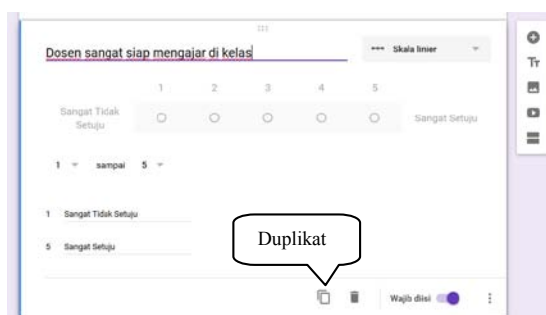 Dosen sangat siap mengajar di kelas
Skala linier
1 2 3 4 5
Sangat Tidak
Setuju
Sangat Setuju
1 sampai 5
1 Sangat Tidak Setuju
5 Sangat Setuju
Duplikat
Wajib diisi
Tт